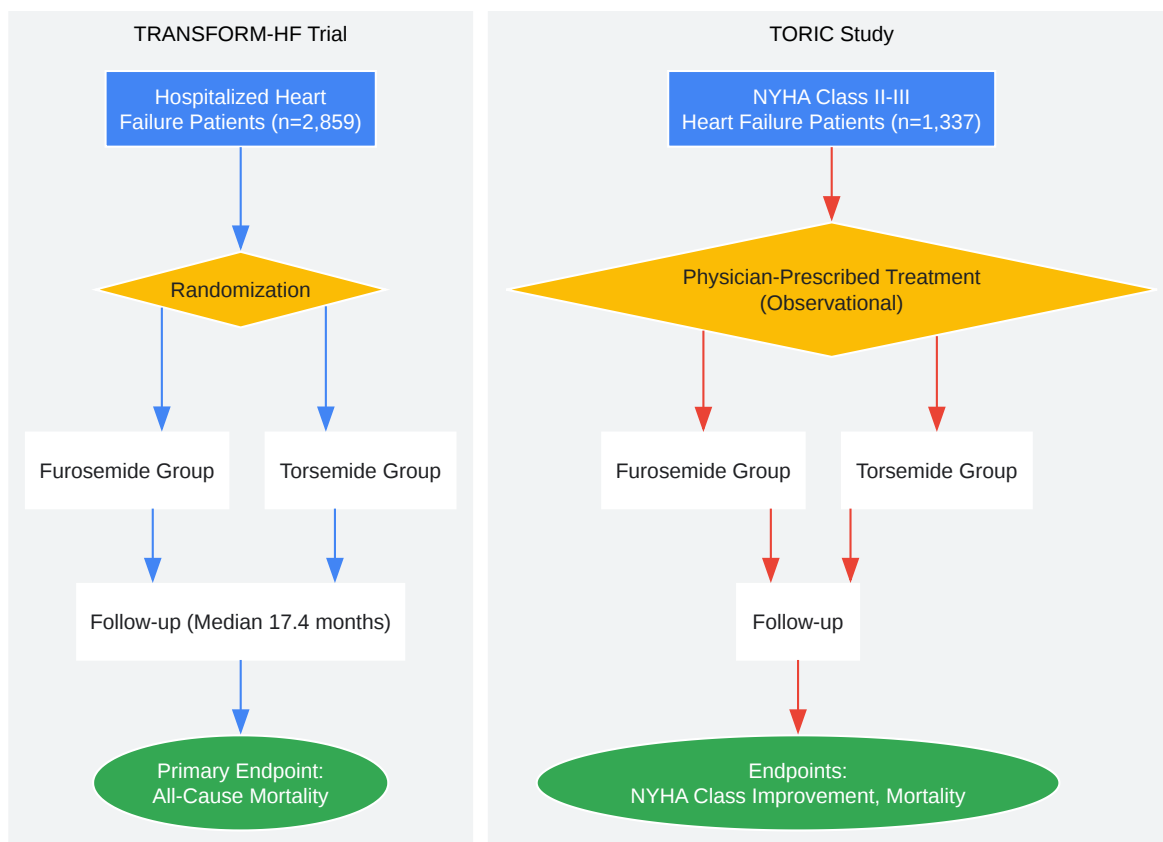 TRANSFORM-HF Trial
Hospitalized Heart
Failure Patients (n=2,859)
Randomization
Furosemide Group
Torsemide Group
Follow-up (Median 17.4 months)
Primary Endpoint:
All-Cause Mortality
TORIC Study
NYHA Class II-III
Heart Failure Patients (n=1,337)
Physician-Prescribed Treatment
(Observational)
Furosemide Group
Torsemide Group
Follow-up
Endpoints:
NYHA Class Improvement, Mortality